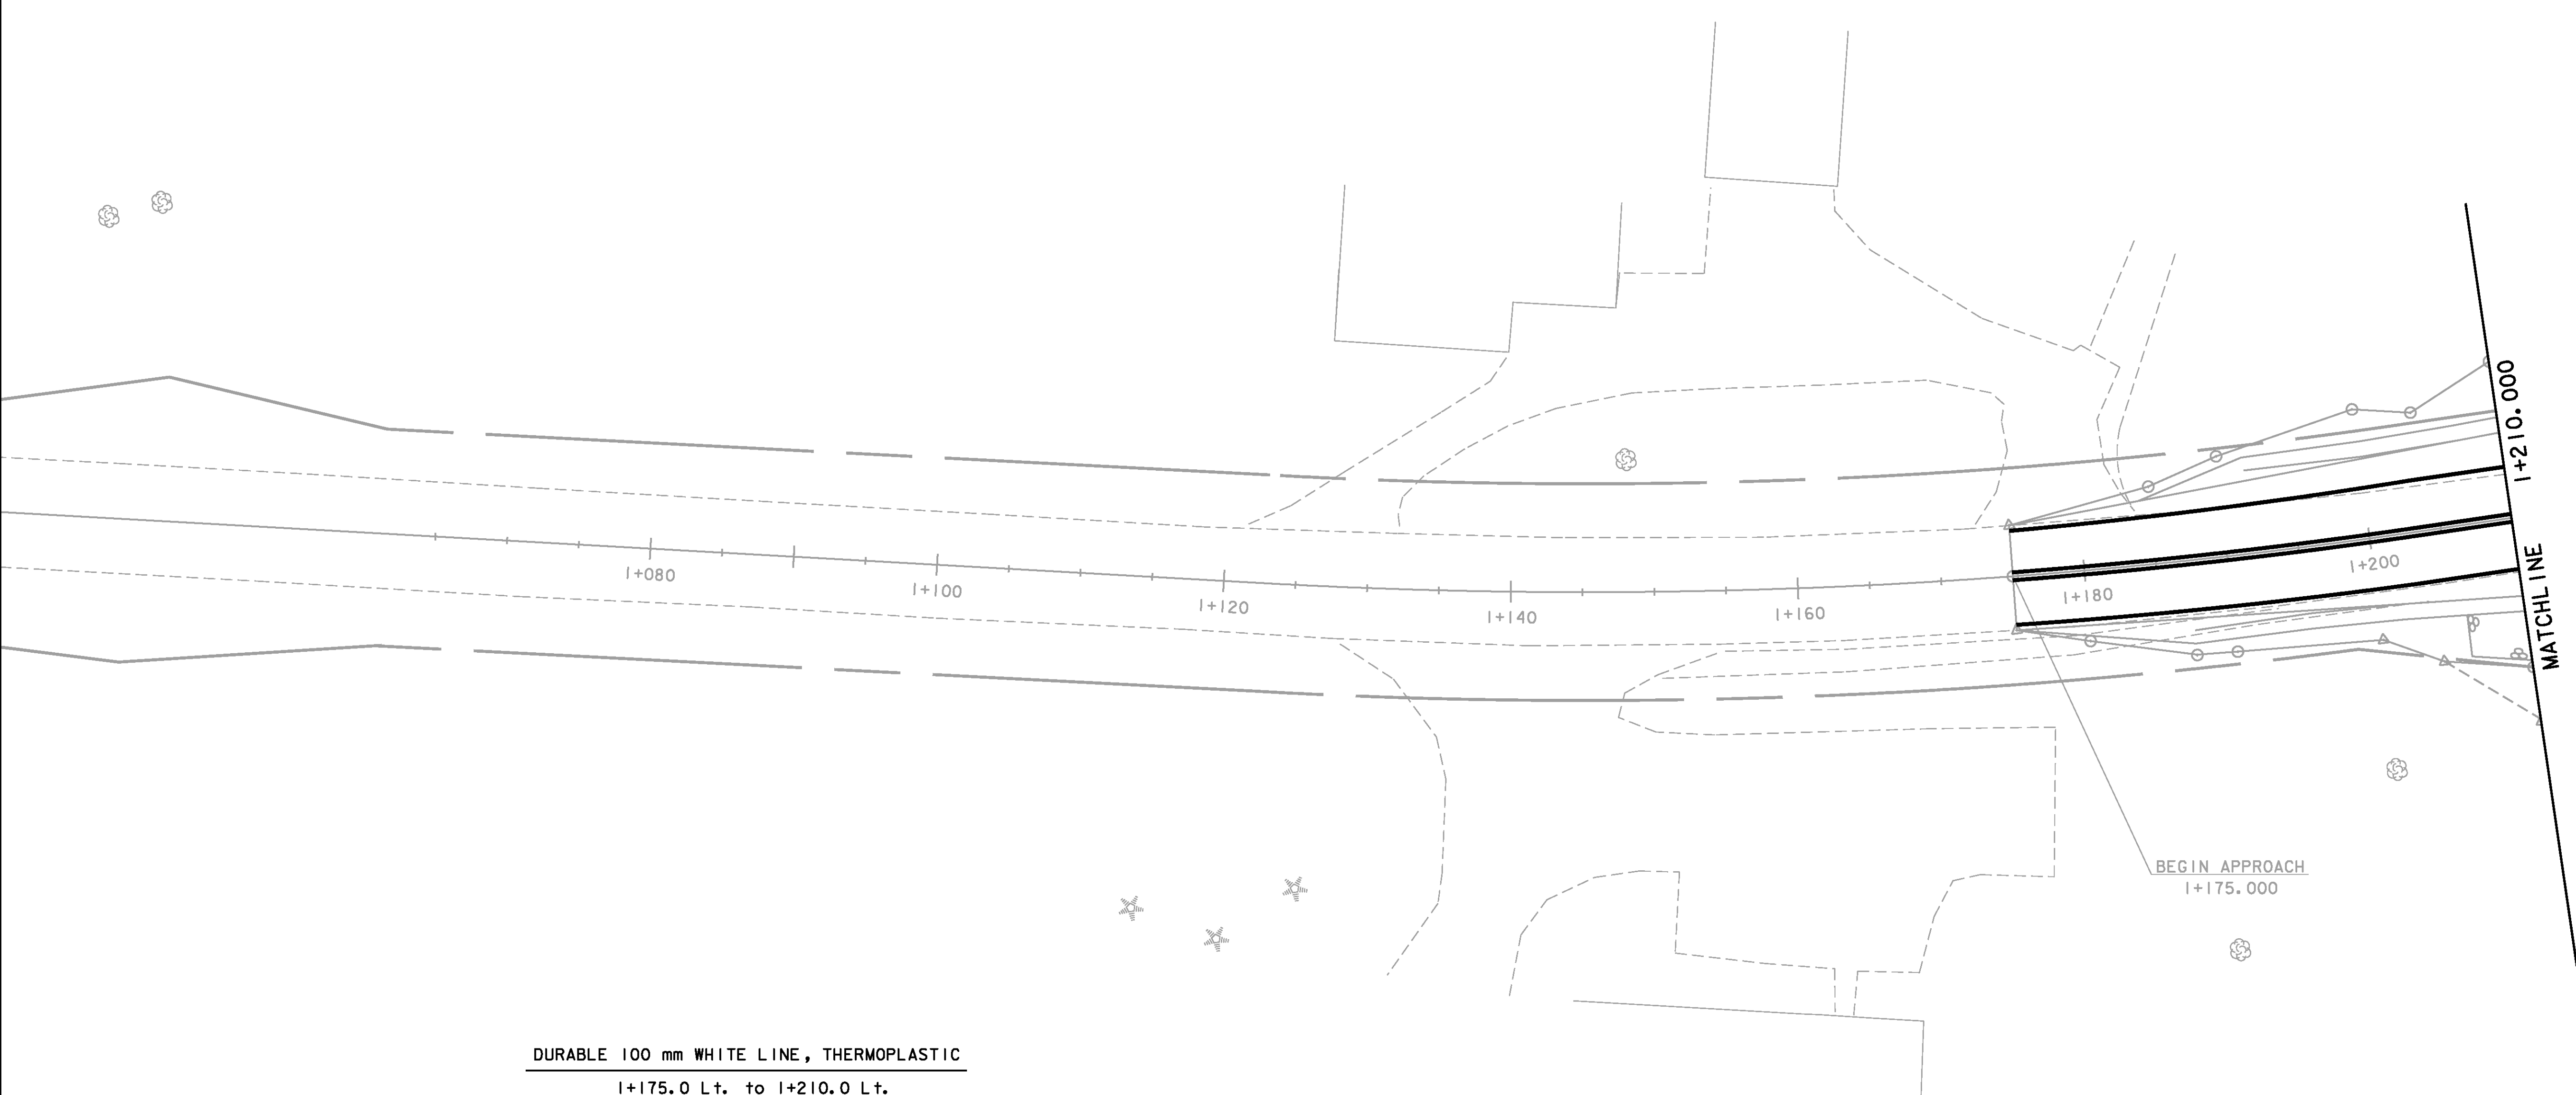 1+210.000
MATCHLINE
1+080
1+100
1+120
1+140
1+160
1+180
1+200
BEGIN APPROACH
1+175.000
DURABLE 100 mm WHITE LINE, THERMOPLASTIC
1+175.0 Lt. to 1+210.0 Lt.